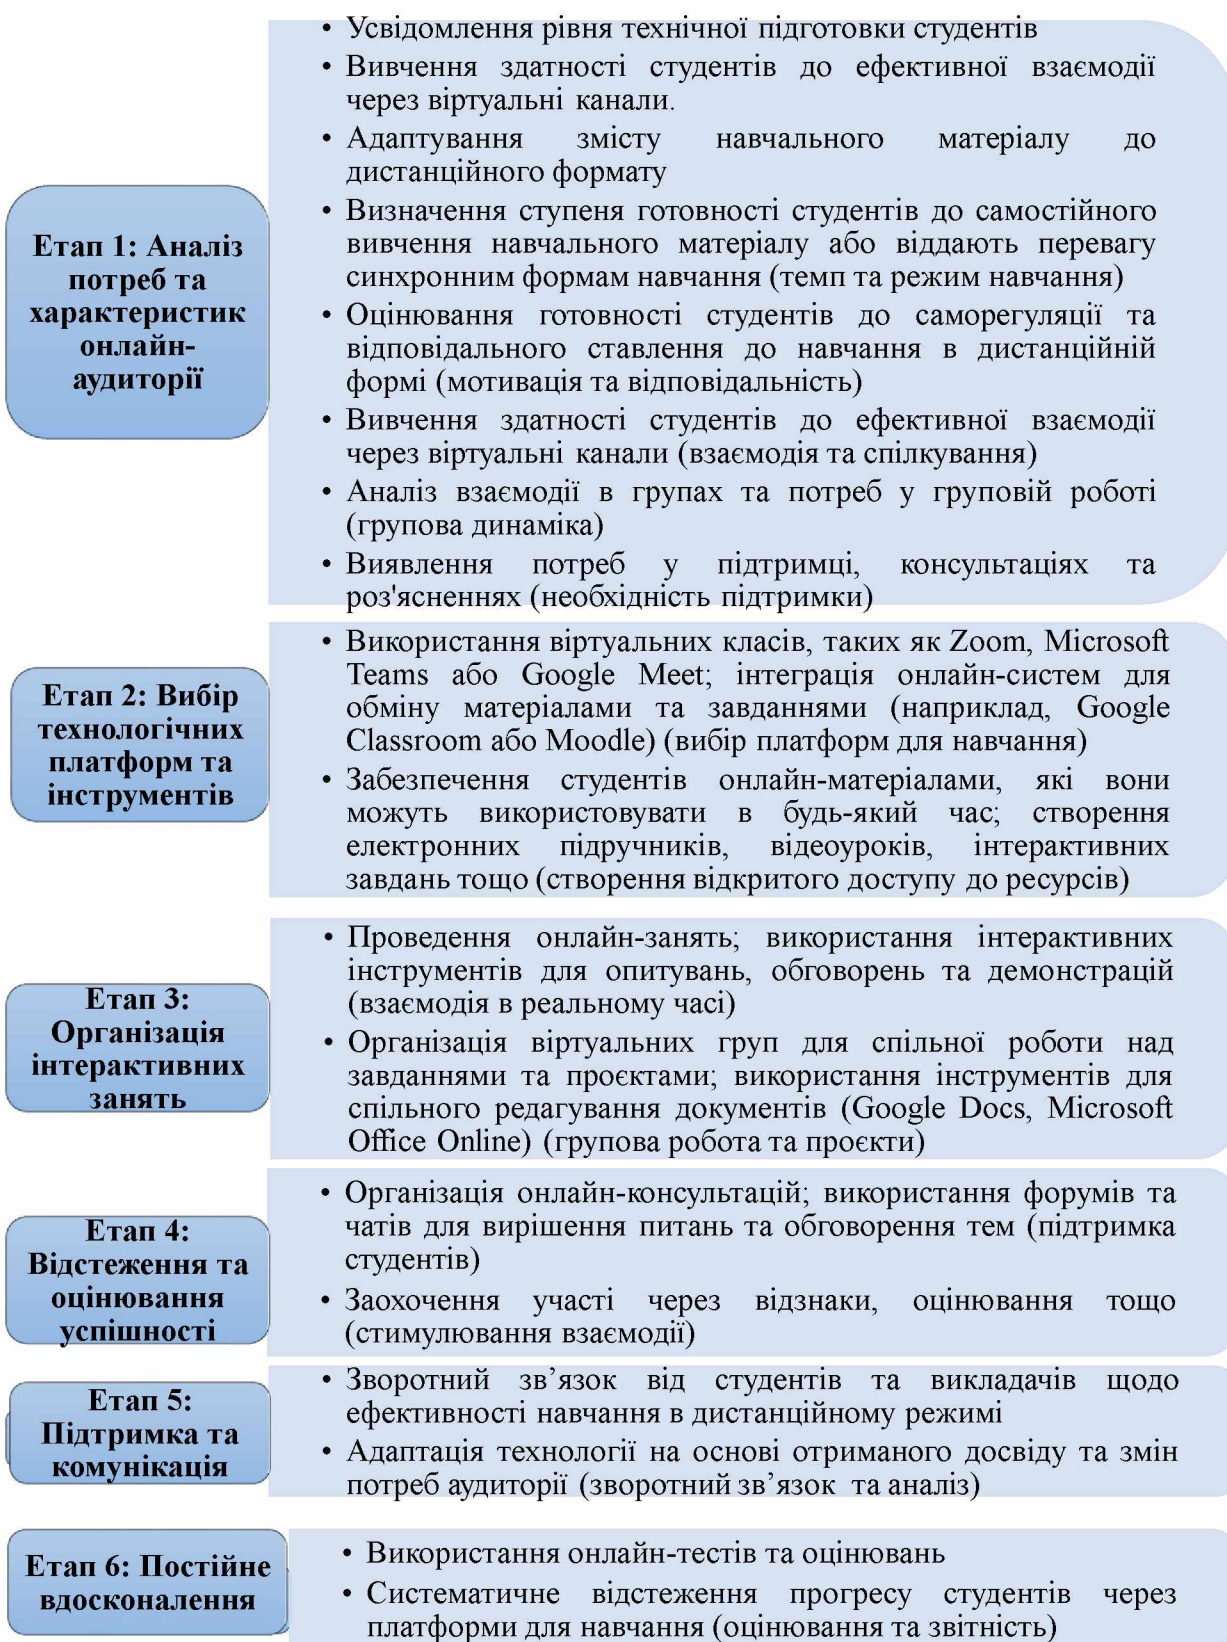 • Усвідомлення рівня технічної підготовки студентів
• Вивчення здатності студентів до ефективної взаємодії
через віртуальні канали.
• Адаптування змісту навчального матеріалу до
дистанційного формату
Етап 1: Аналіз
потреб та
характеристик
онлайн-
аудиторії
• Визначення ступеня готовності студентів до самостійного
вивчення навчального матеріалу або віддають перевагу
синхронним формам навчання (темп та режим навчання)
• Оцінювання готовності студентів до саморегуляції та
відповідального ставлення до навчання в дистанційній
формі (мотивація та відповідальність)
• Вивчення здатності студентів до ефективної взаємодії
через віртуальні канали (взаємодія та спілкування)
• Аналіз взаємодії в групах та потреб у груповій роботі
(групова динаміка)
• Виявлення потреб у підтримці, консультаціях та
роз'ясненнях (необхідність підтримки)
Етап 2: Вибір
технологічних
платформ та
інструментів
• Використання віртуальних класів, таких як Zoom, Microsoft
Teams або Google Meet; інтеграція онлайн-систем для
обміну матеріалами та завданнями (наприклад, Google
Classroom або Moodle) (вибір платформ для навчання)
• Забезпечення студентів онлайн-матеріалами, які вони
можуть використовувати в будь-який час; створення
електронних підручників, відеоуроків, інтерактивних
завдань тощо (створення відкритого доступу до ресурсів)
Етап 3:
Організація
інтерактивних
занять
• Проведення онлайн-занять; використання інтерактивних
інструментів для опитувань, обговорень та демонстрацій
(взаємодія в реальному часі)
• Організація віртуальних груп для спільної роботи над
завданнями та проєктами; використання інструментів для
спільного редагування документів (Google Docs, Microsoft
Office Online) (групова робота та проєкти)
Етап 4:
Відстеження та
оцінювання
успішності
• Організація онлайн-консультацій; використання форумів та
чатів для вирішення питань та обговорення тем (підтримка
студентів)
• Заохочення участі через відзнаки, оцінювання тощо
(стимулювання взаємодії)
Етап 5:
Підтримка та
комунікація
• Зворотний зв’язок від студентів та викладачів щодо
ефективності навчання в дистанційному режимі
• Адаптація технології на основі отриманого досвіду та змін
потреб аудиторії (зворотний зв’язок та аналіз)
Етап 6: Постійне
вдосконалення
• Використання онлайн-тестів та оцінювань
• Систематичне відстеження прогресу студентів через
платформи для навчання (оцінювання та звітність)